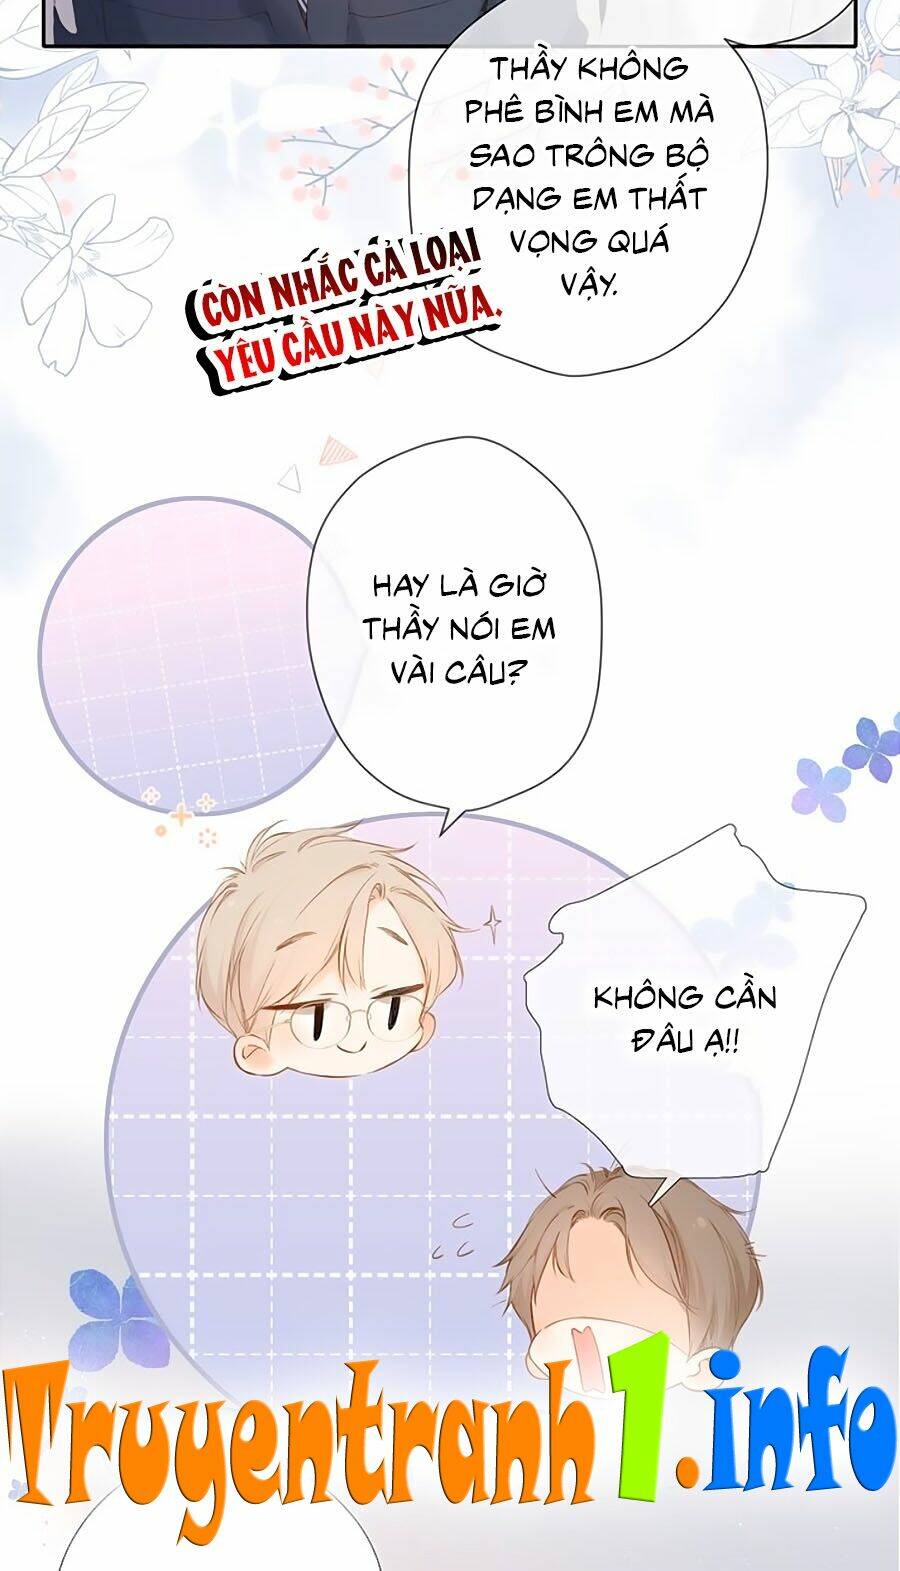 THẦY KHÔNG
PHÊ BÌNH EM MÀ
SAO TRÔNG BỘ
DẠNG EM THẤT
VỌNG QUÁ
VẬY.
CÒN NHẮC CẢ LOẠI
YÊU CẦU NÀY NỮA.
HAY LÀ GIỜ
THẦY NÓI EM
VÀI CÂU?
KHÔNG CẦN
ĐÂU Ạ!!
Truyentranh1.info